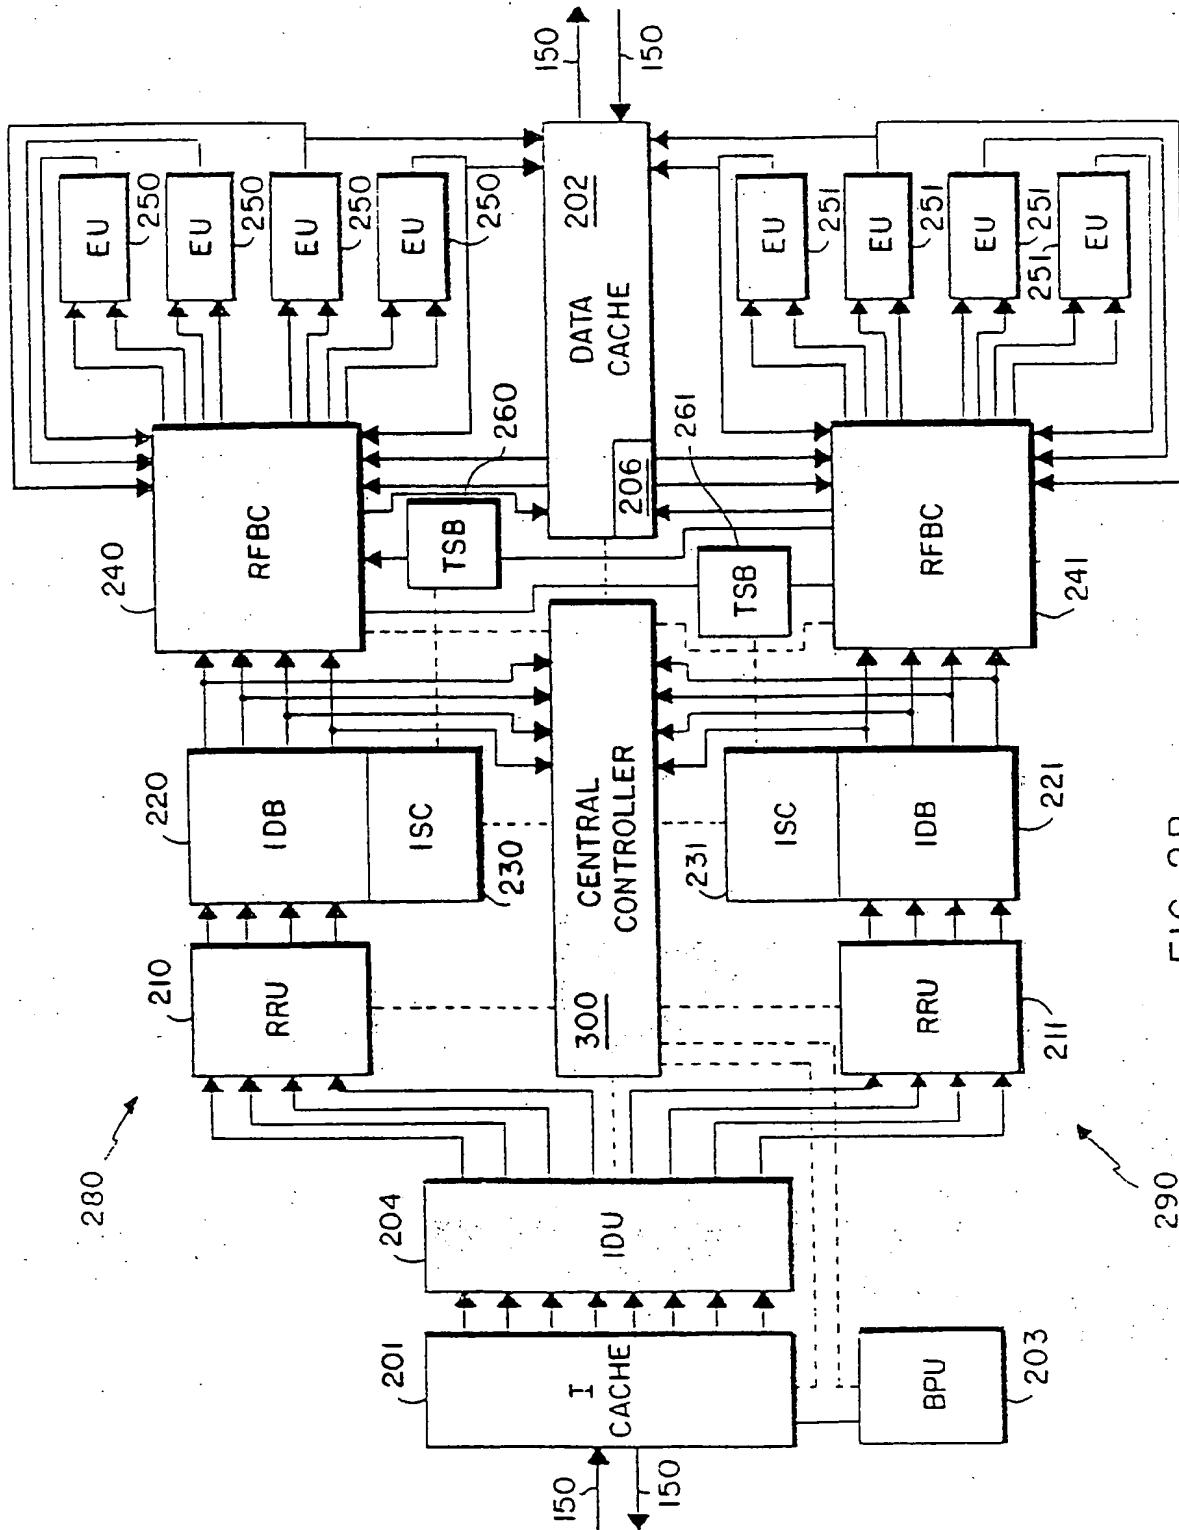 150
150
EU
250
EU
250
EU
250
EU
250
202
DATA
CACHE
206
EU
251
EU
251
EU
251
EU
251
240
RFBC
260
TSB
261
TSB
RFBC
241
220
IDB
ISC
230
CENTRAL
CONTROLLER
300
231
ISC
IDB
221
210
RRU
RRU
211
280
290
204
IDU
201
I
CACHE
BPU
203
150
150